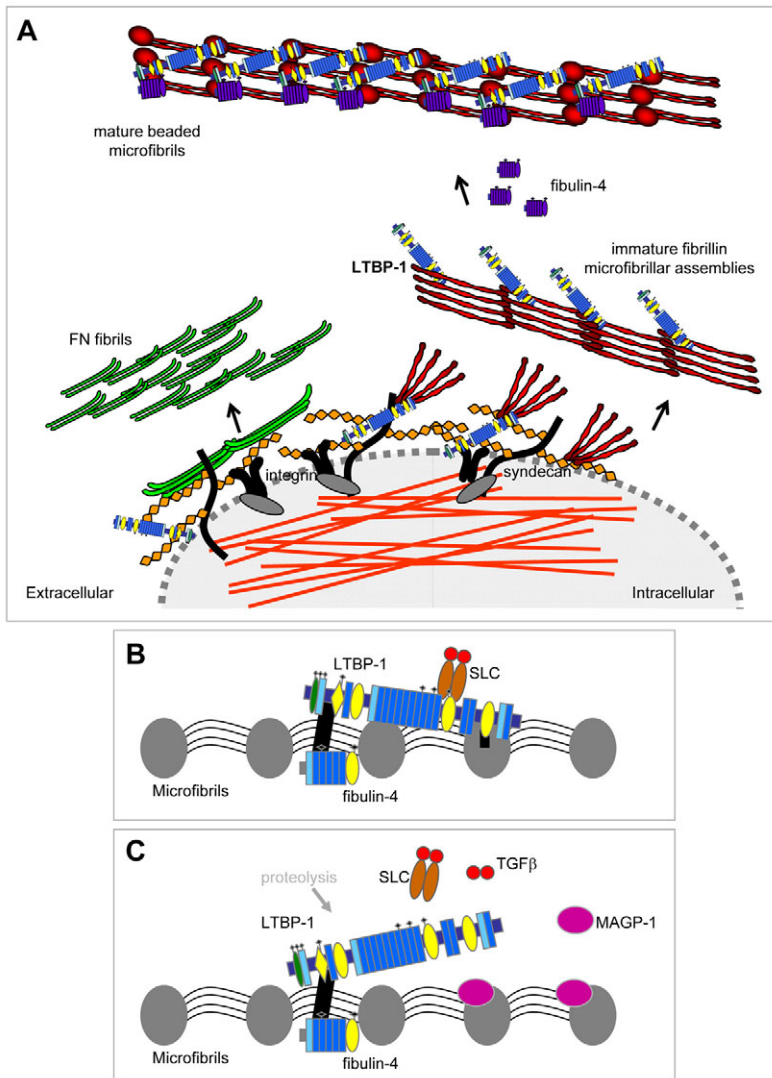 A
mature beaded
microfibrils
fibulin-4
immature fibrillin
microfibrillar assemblies
LTBP-1
FN fibrils
integrin
syndecan
Extracellular
Intracellular
B
LTBP-1
SLC
Microfibrils
fibulin-4
C
proteolysis
SLC
TGFβ
LTBP-1
MAGP-1
Microfibrils
fibulin-4